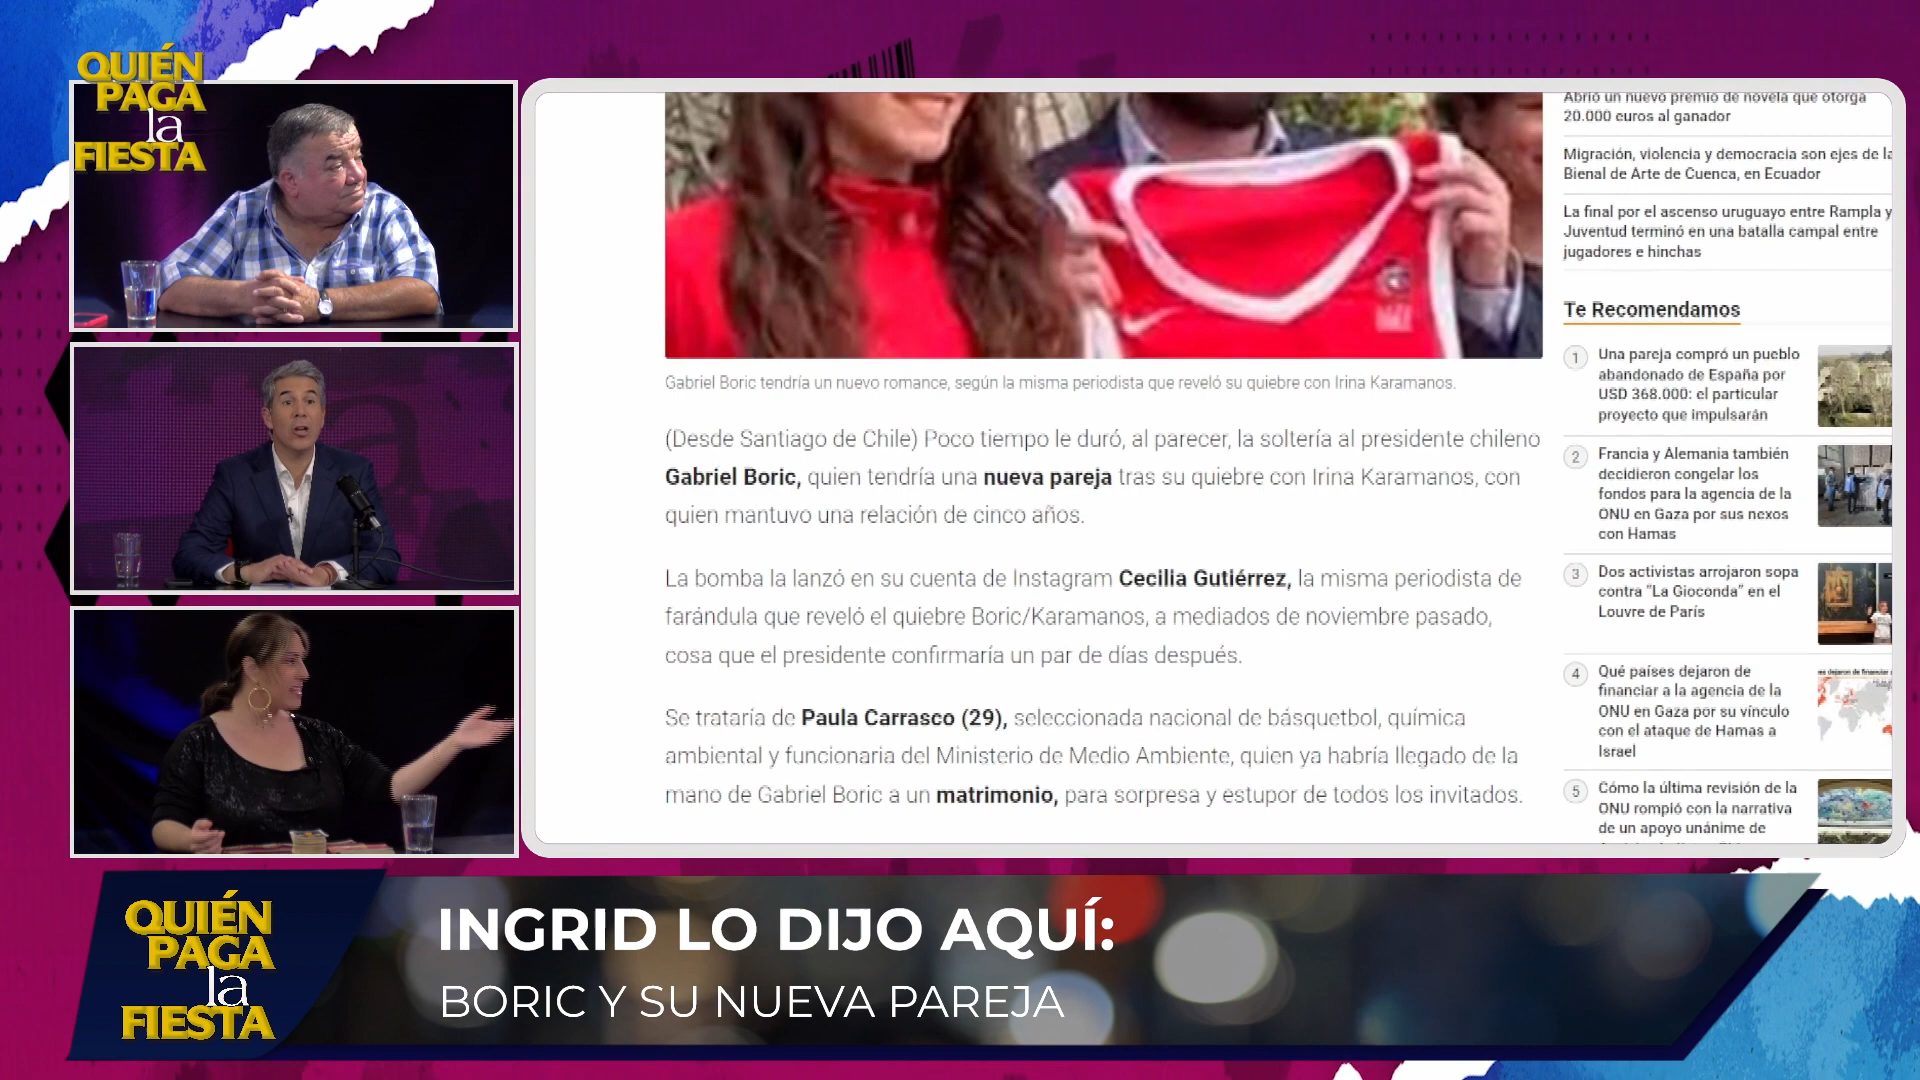 QUIÉN
PAGA
la
FIESTA
Gabriel Boric tendría un nuevo romance, según la misma periodista que reveló su quiebre con Irina Karamanos.
(Desde Santiago de Chile) Poco tiempo le duró, al parecer, la soltería al presidente chileno
Gabriel Boric, quien tendría una nueva pareja tras su quiebre con Irina Karamanos, con
quien mantuvo una relación de cinco años.
La bomba la lanzó en su cuenta de Instagram Cecilia Gutiérrez, la misma periodista de
farándula que reveló el quiebre Boric/Karamanos, a mediados de noviembre pasado,
cosa que el presidente confirmaría un par de días después.
Se trataría de Paula Carrasco (29), seleccionada nacional de básquetbol, química
ambiental y funcionaria del Ministerio de Medio Ambiente, quien ya habría llegado de la
mano de Gabriel Boric a un matrimonio, para sorpresa y estupor de todos los invitados.
Abrió un nuevo premio de novela que otorga
20.000 euros al ganador
Migración, violencia y democracia son ejes de la
Bienal de Arte de Cuenca, en Ecuador
La final por el ascenso uruguayo entre Rampla y
Juventud terminó en una batalla campal entre
jugadores e hinchas
Te Recomendamos
1
Una pareja compró un pueblo
abandonado de España por
USD 368.000: el particular
proyecto que impulsarán
2
Francia y Alemania también
decidieron congelar los
fondos para la agencia de la
ONU en Gaza por sus nexos
con Hamas
3
Dos activistas arrojaron sopa
contra “La Gioconda” en el
Louvre de París
4
Qué países dejaron de
financiar a la agencia de la
ONU en Gaza por su vínculo
con el ataque de Hamas a
Israel
5
Cómo la última revisión de la
ONU rompió con la narrativa
de un apoyo unánime de
QUIÉN
PAGA
la
FIESTA
INGRID LO DIJO AQUÍ:
BORIC Y SU NUEVA PAREJA